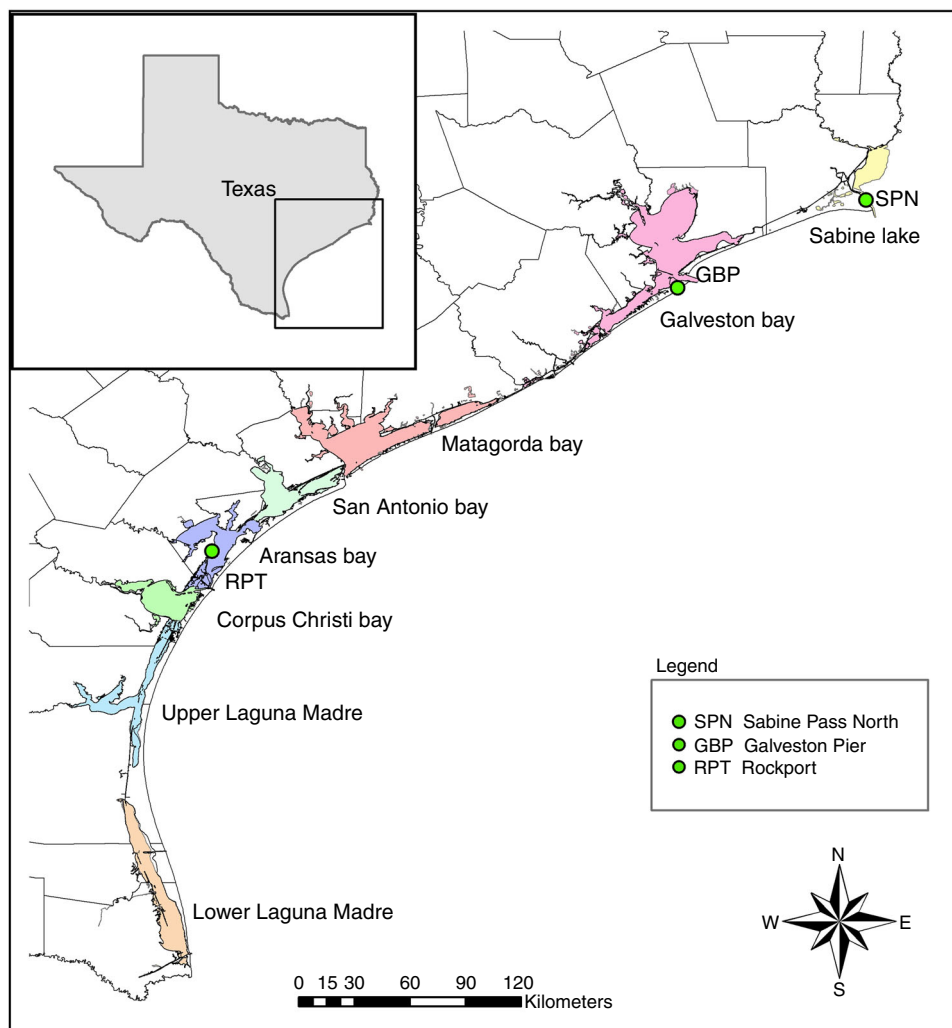 Texas
SPN
Sabine lake
GBP
Galveston bay
Matagorda bay
San Antonio bay
Aransas bay
RPT
Corpus Christi bay
Upper Laguna Madre
Lower Laguna Madre
Legend
SPN Sabine Pass North
GBP Galveston Pier
RPT Rockport
N
W E
S
0 15 30 60 90 120
Kilometers